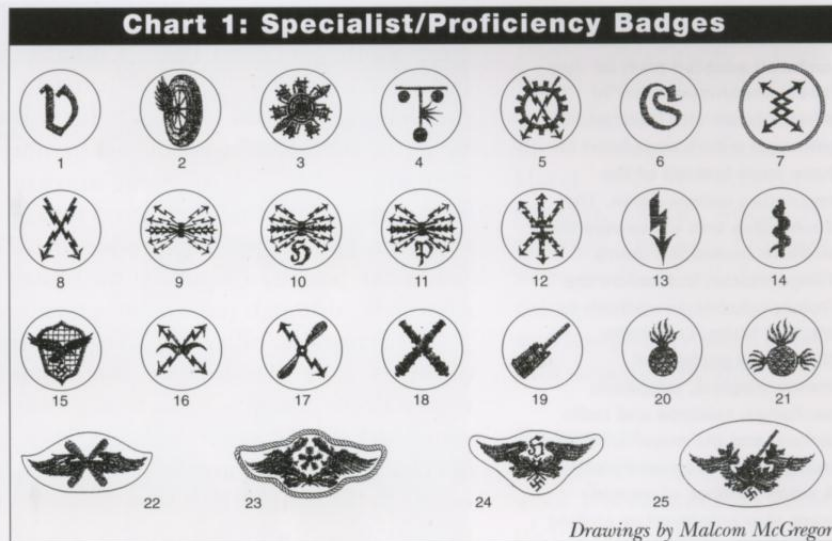 Chart 1: Specialist/Proficiency Badges
1 2 3 4 5 6 7
8 9 10 11 12 13 14
15 16 17 18 19 20 21
22 23 24 25
Drawings by Malcom McGregor